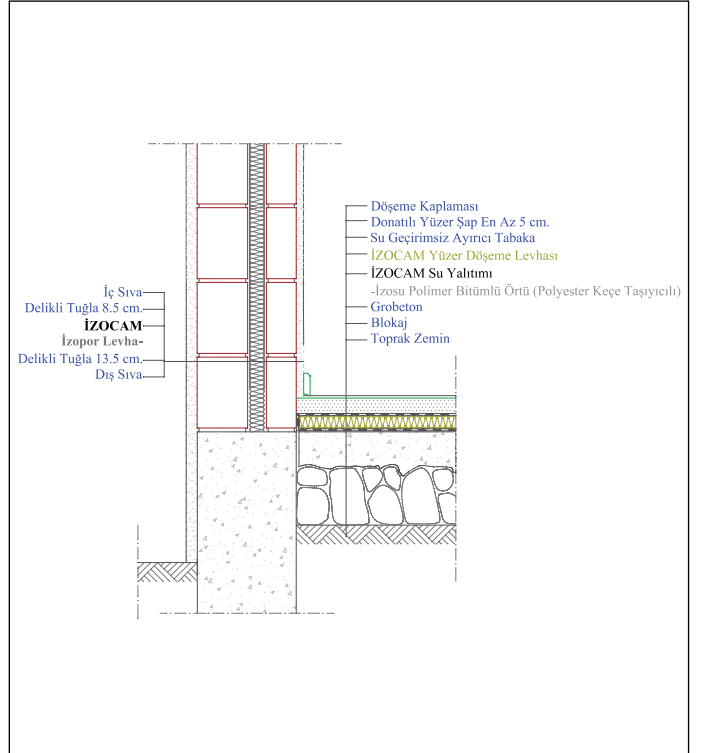 İç Sıva
Delikli Tuğla 8.5 cm.
İZOCAM
İzopor Levha-
Delikli Tuğla 13.5 cm.
Dış Sıva
Döşeme Kaplaması
Donatılı Yüzer Şap En Az 5 cm.
Su Geçirimsiz Ayırıcı Tabaka
İZOCAM Yüzer Döşeme Levhası
İZOCAM Su Yalıtımı
-İzosu Polimer Bitümlü Örtü (Polyester Keçe Taşıyıcılı)
Grobeton
Blokaj
Toprak Zemin